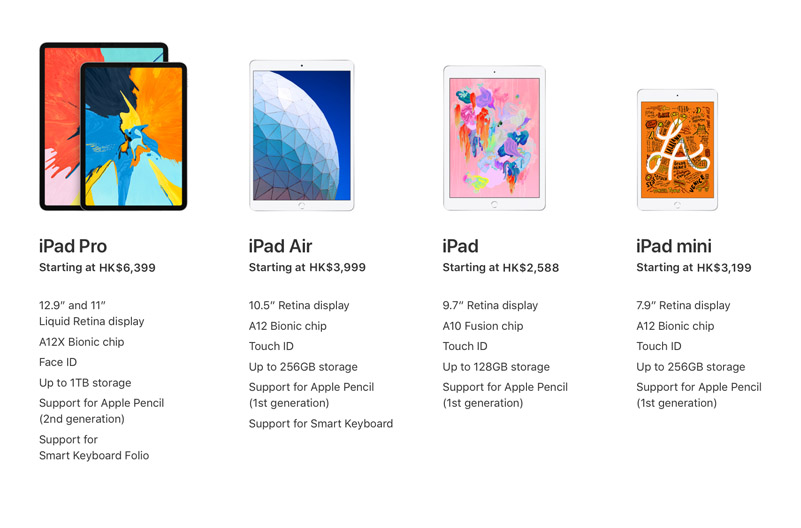 iPad Pro
Starting at HK$6,399
12.9” and 11”
Liquid Retina display
A12X Bionic chip
Face ID
Up to 1TB storage
Support for Apple Pencil
(2nd generation)
Support for
Smart Keyboard Folio
iPad Air
Starting at HK$3,999
10.5” Retina display
A12 Bionic chip
Touch ID
Up to 256GB storage
Support for Apple Pencil
(1st generation)
Support for Smart Keyboard
iPad
Starting at HK$2,588
9.7” Retina display
A10 Fusion chip
Touch ID
Up to 128GB storage
Support for Apple Pencil
(1st generation)
LA
iPad mini
Starting at HK$3,199
7.9” Retina display
A12 Bionic chip
Touch ID
Up to 256GB storage
Support for Apple Pencil
(1st generation)